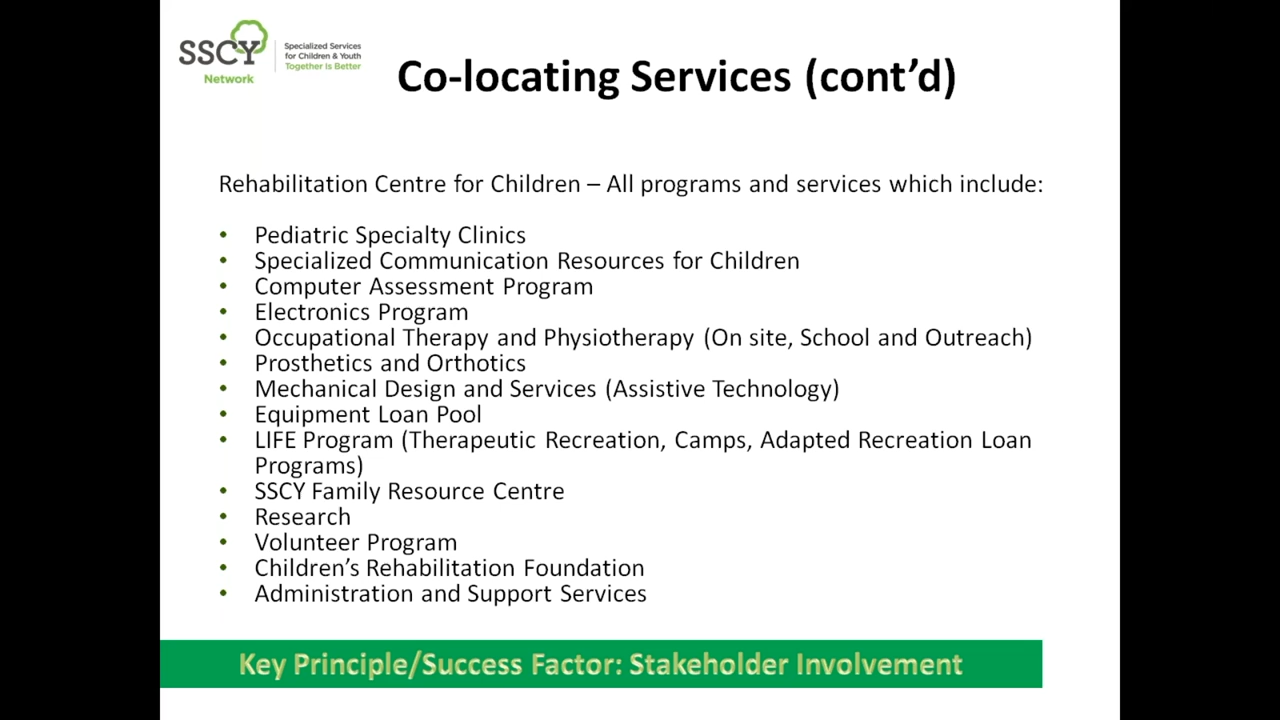 SSCY
Network
Specialized Services
for Children & Youth
Together Is Better
Co-locating Services (cont’d)
Rehabilitation Centre for Children – All programs and services which include:
• Pediatric Specialty Clinics
• Specialized Communication Resources for Children
• Computer Assessment Program
• Electronics Program
• Occupational Therapy and Physiotherapy (On site, School and Outreach)
• Prosthetics and Orthotics
• Mechanical Design and Services (Assistive Technology)
• Equipment Loan Pool
• LIFE Program (Therapeutic Recreation, Camps, Adapted Recreation Loan
Programs)
• SSCY Family Resource Centre
• Research
• Volunteer Program
• Children’s Rehabilitation Foundation
• Administration and Support Services
Key Principle/Success Factor: Stakeholder Involvement